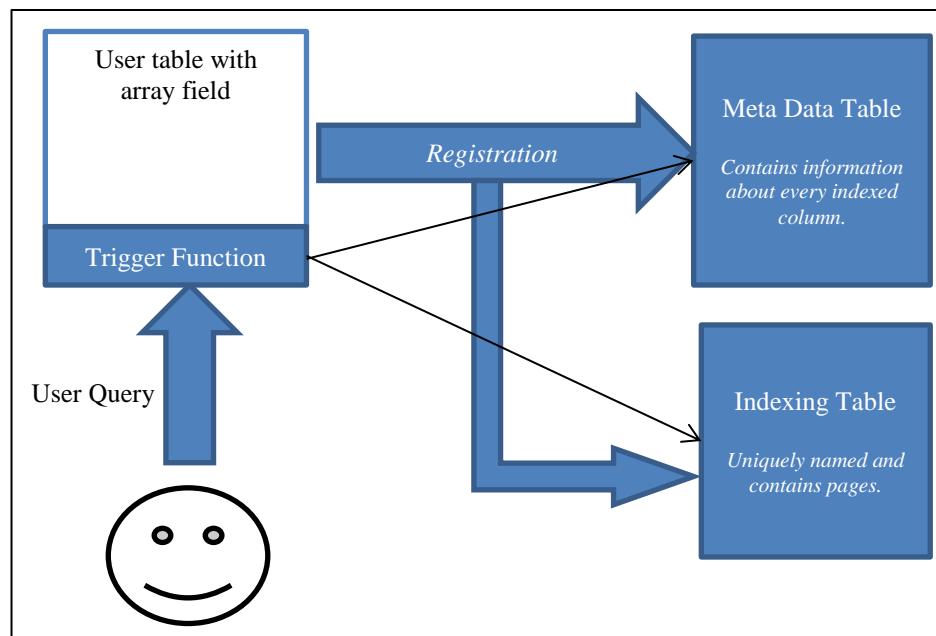 User table with
array field
Trigger Function
User Query
Registration
Meta Data Table
Contains information
about every indexed
column.
Indexing Table
Uniquely named and
contains pages.